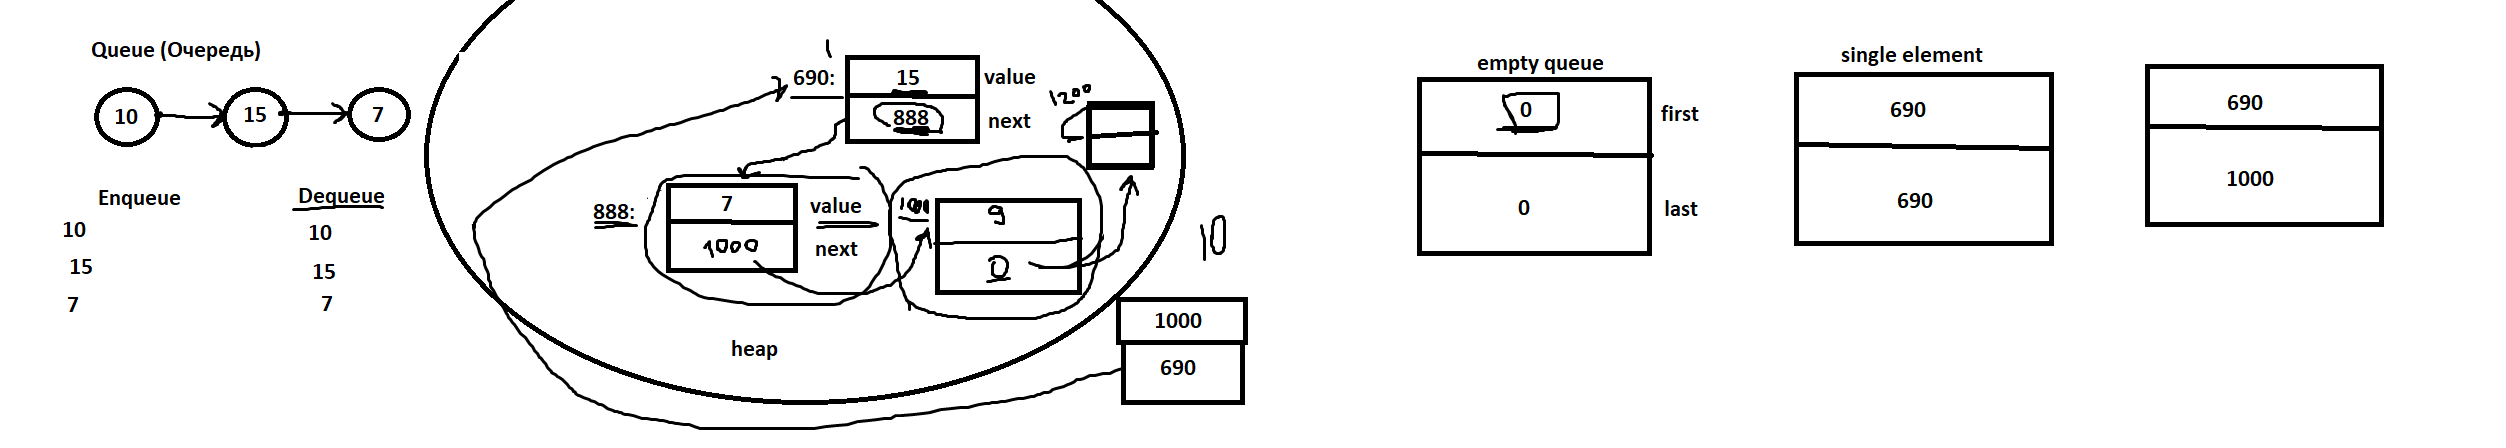 Queue (Очередь)
10
15
7
Enqueue
Dequeue
10
10
15
15
7
7
690:
15
value
888
next
1200
888:
7
value
1000
next
9
0
10
heap
1000
690
empty queue
0
first
0
last
single element
690
690
690
1000